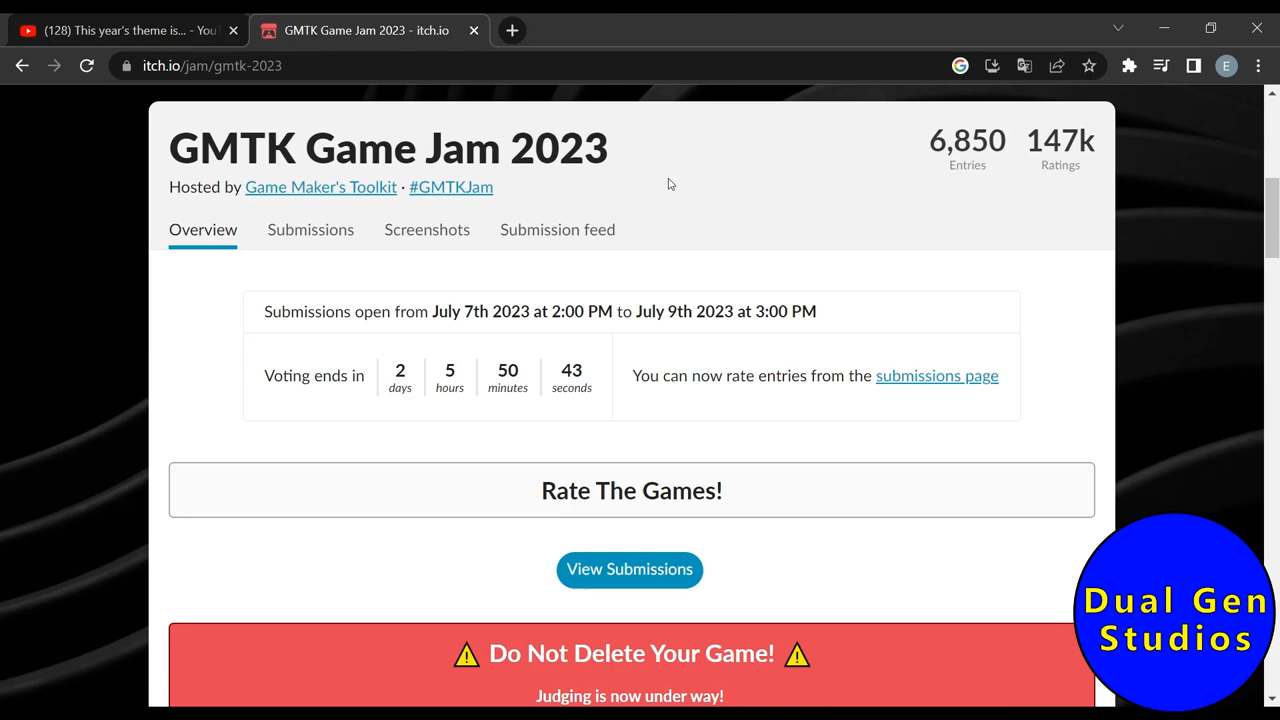 (128) This year's theme is... - You
GMTK Game Jam 2023 - itch.io
itch.io/jam/gmtk-2023
E
GMTK Game Jam 2023
6,850
Entries
147k
Ratings
Hosted by Game Maker's Toolkit · #GMTKJam
Overview
Submissions
Screenshots
Submission feed
Submissions open from July 7th 2023 at 2:00 PM to July 9th 2023 at 3:00 PM
Voting ends in
2
days
5
hours
50
minutes
43
seconds
You can now rate entries from the submissions page
Rate The Games!
View Submissions
Do Not Delete Your Game!
Judging is now under way!
Dual Gen
Studios